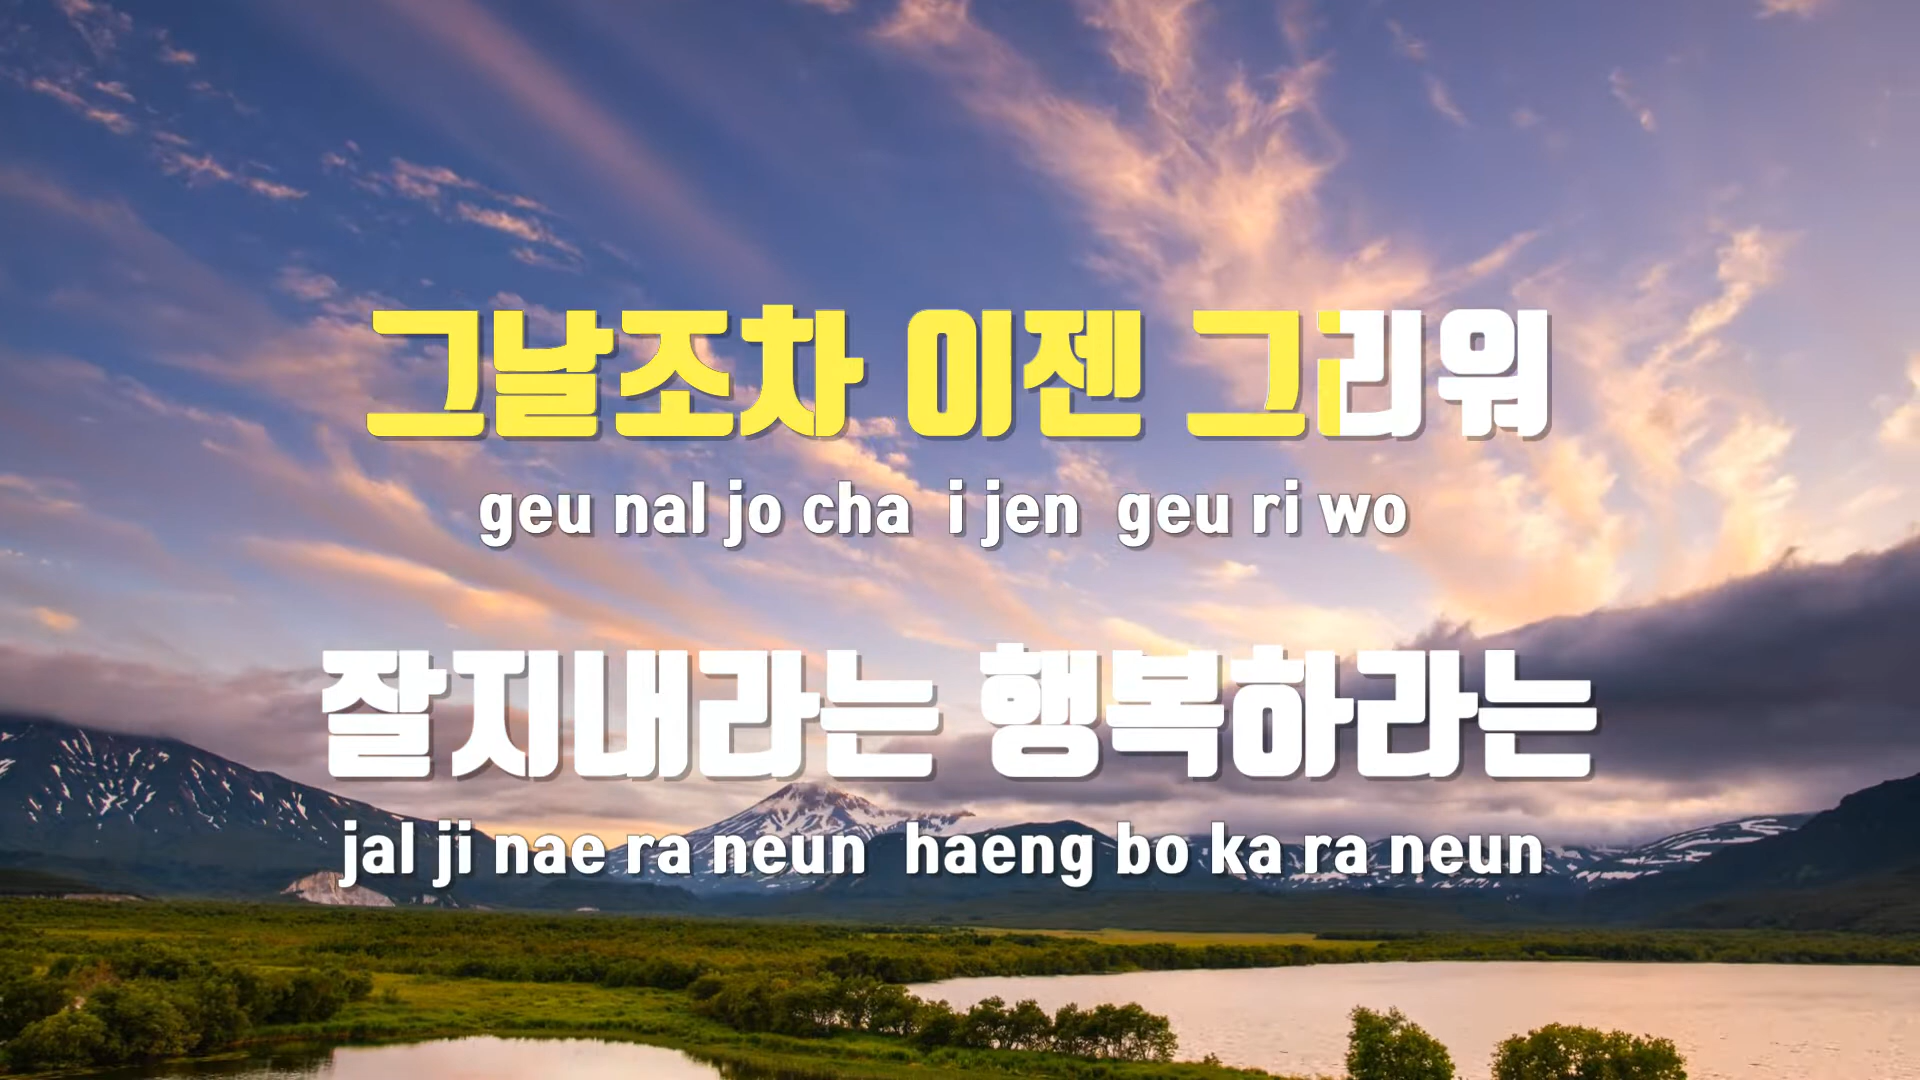 그날조차 이젠 그리워
geu nal jo cha i jen geu ri wo
잘지내라는 행복하라는
jal ji nae ra neun haeng bo ka ra neun